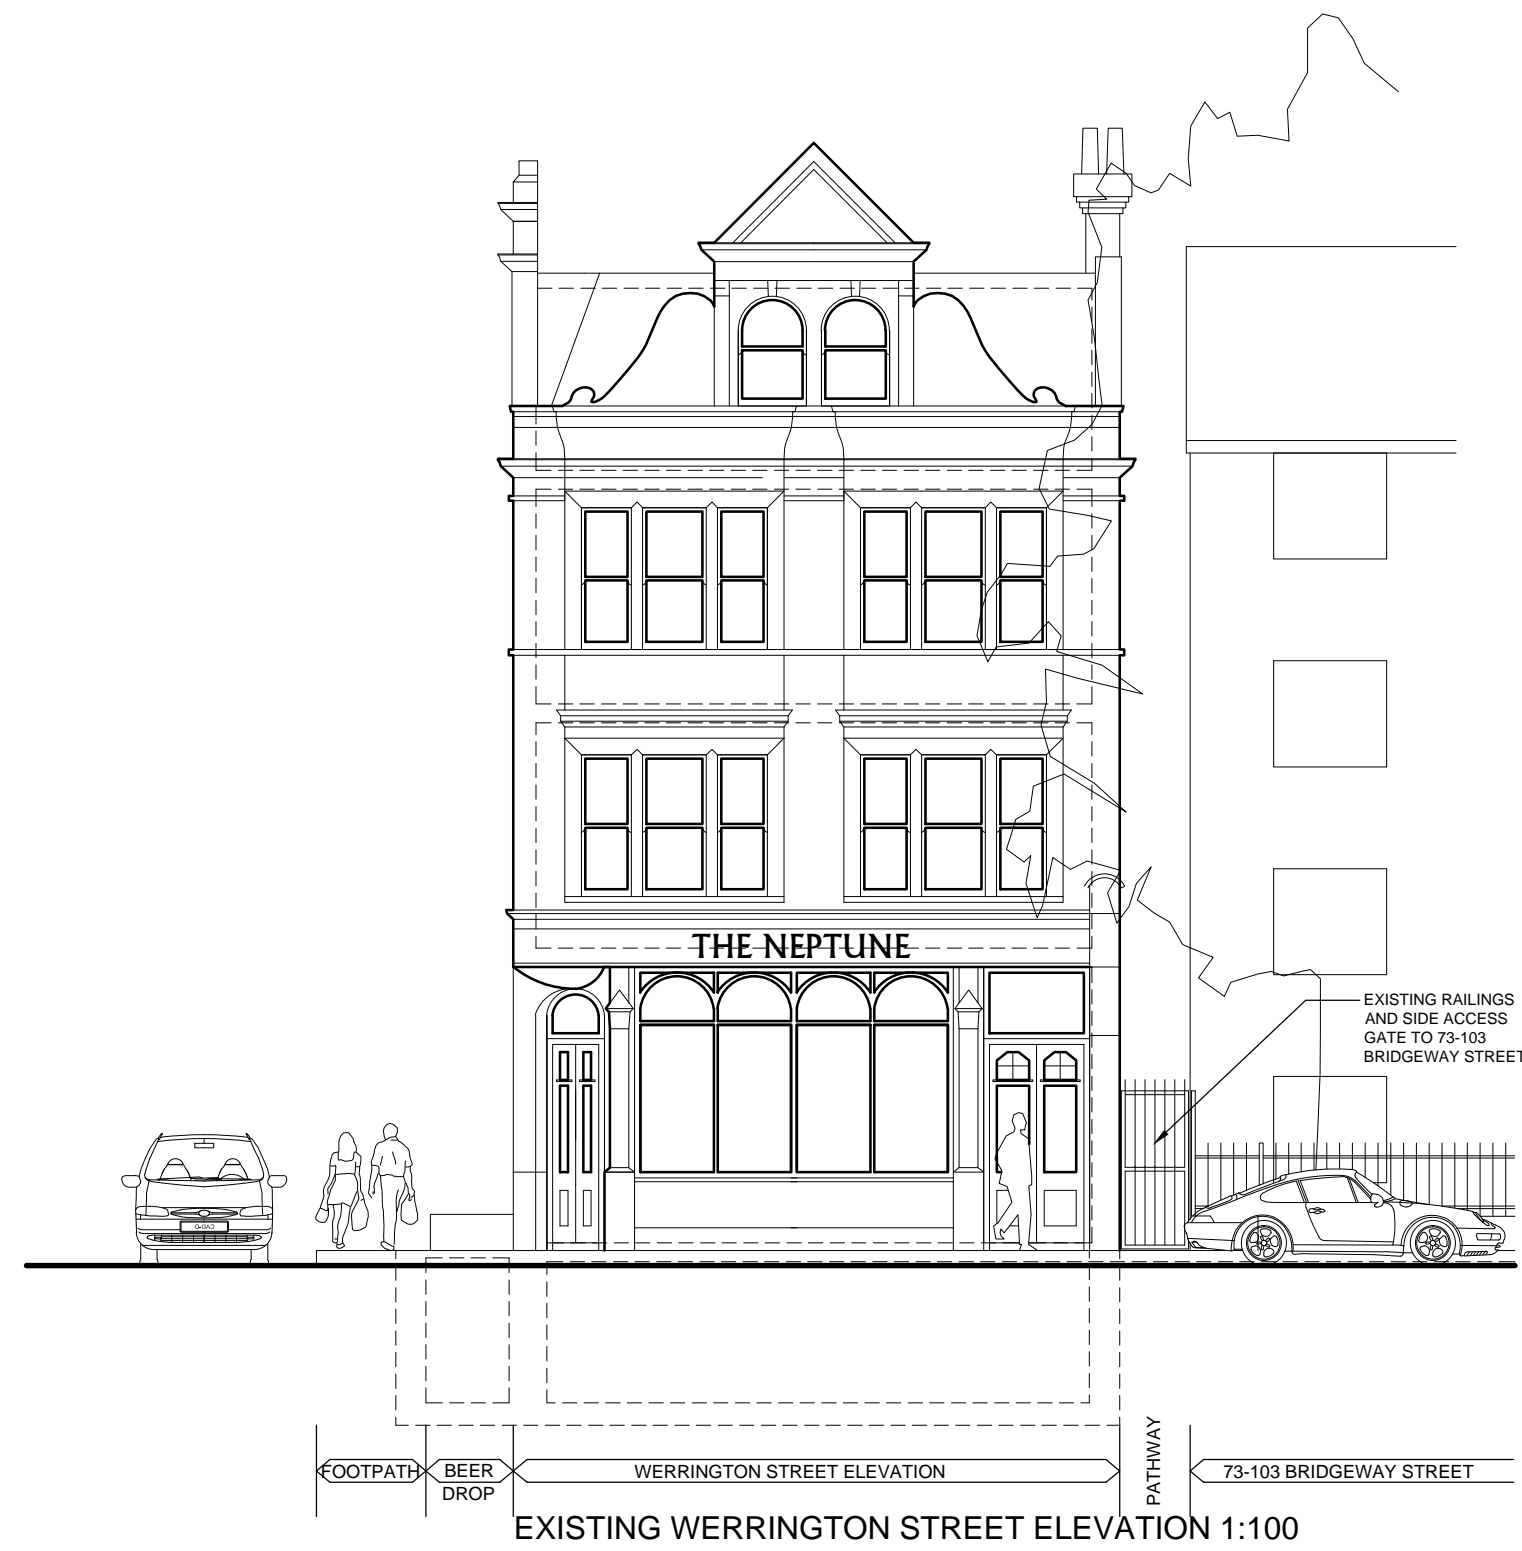 THE NEPTUNE
EXISTING RAILINGS
AND SIDE ACCESS
GATE TO 73-103
BRIDGEWAY STREET
FOOTPATH
BEER
DROP
WERRINGTON STREET ELEVATION
PATHWAY
73-103 BRIDGEWAY STREET
EXISTING WERRINGTON STREET ELEVATION 1:100